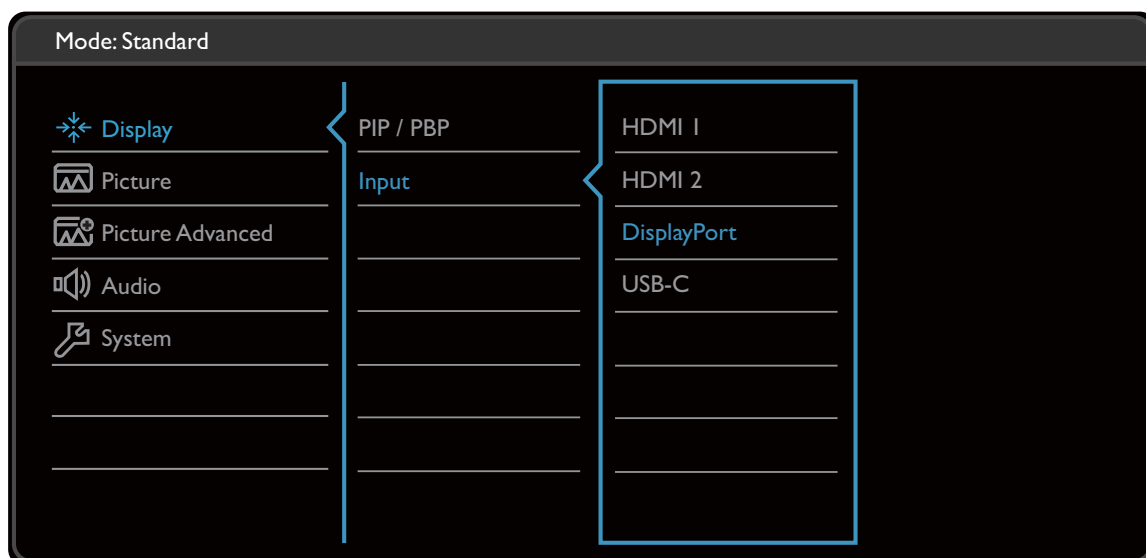 Mode: Standard
Display
Picture
Picture Advanced
Audio
System
PIP / PBP
Input
HDMI 1
HDMI 2
DisplayPort
USB-C